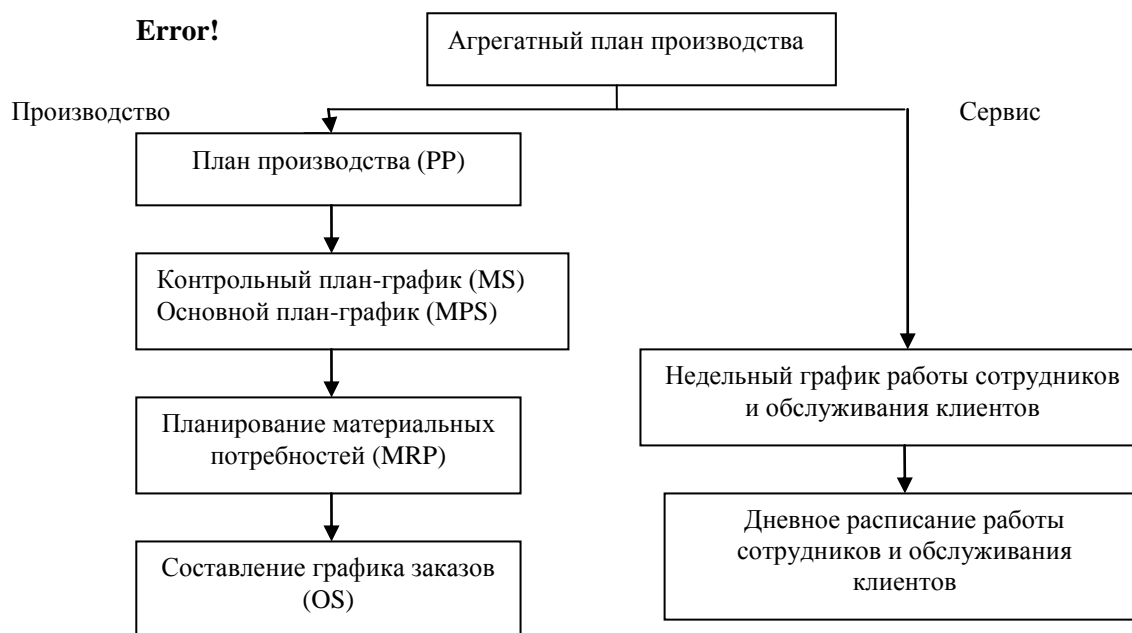 Error!
Агрегатный план производства
Производство
Сервис
План производства (PP)
Контрольный план-график (MS)
Основной план-график (MPS)
Планирование материальных
потребностей (MRP)
Составление графика заказов
(OS)
Недельный график работы сотрудников
и обслуживания клиентов
Дневное расписание работы
сотрудников и обслуживания
клиентов